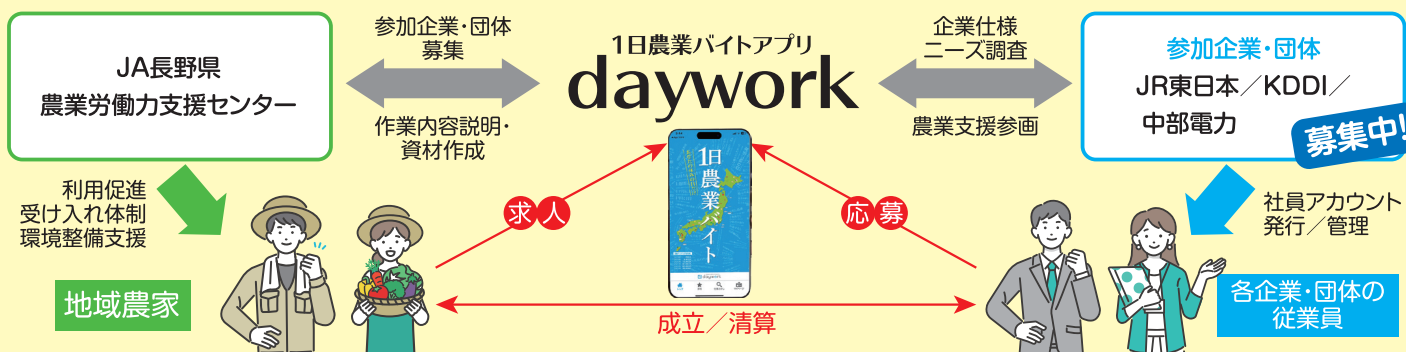 JA長野県
農業労働力支援センター
参加企業・団体
募集
作業内容説明・
資材作成
1日農業バイトアプリ
daywork
企業仕様
ニーズ調査
農業支援参画
参加企業・団体
JR東日本／KDDI／
中部電力
募集中!
利用促進
受け入れ体制
環境整備支援
地域農家
求人
1日農業バイト
daywork
応募
成立／清算
社員アカウント
発行／管理
各企業・団体の
従業員